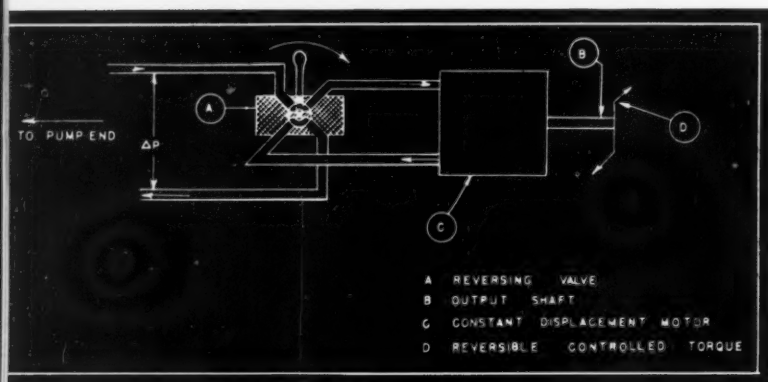 B
A
D
TO PUMP END
ΔP
C
A REVERSING VALVE
B OUTPUT SHAFT
C CONSTANT DISPLACEMENT MOTOR
D REVERSIBLE CONTROLLED TORQUE